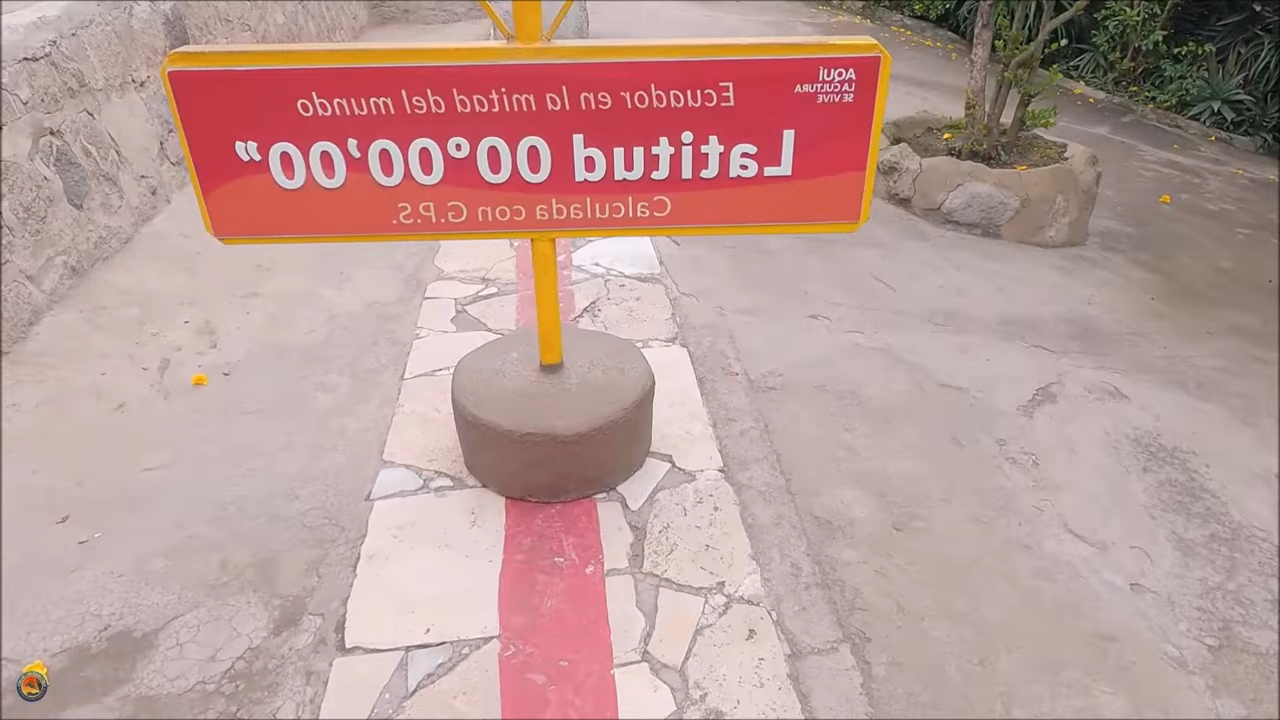 AQUÍ
LA CULTURA
SE VIVE
Ecuador en la mitad del mundo
Latitud 00°00'00"
Calculada con G.P.S.